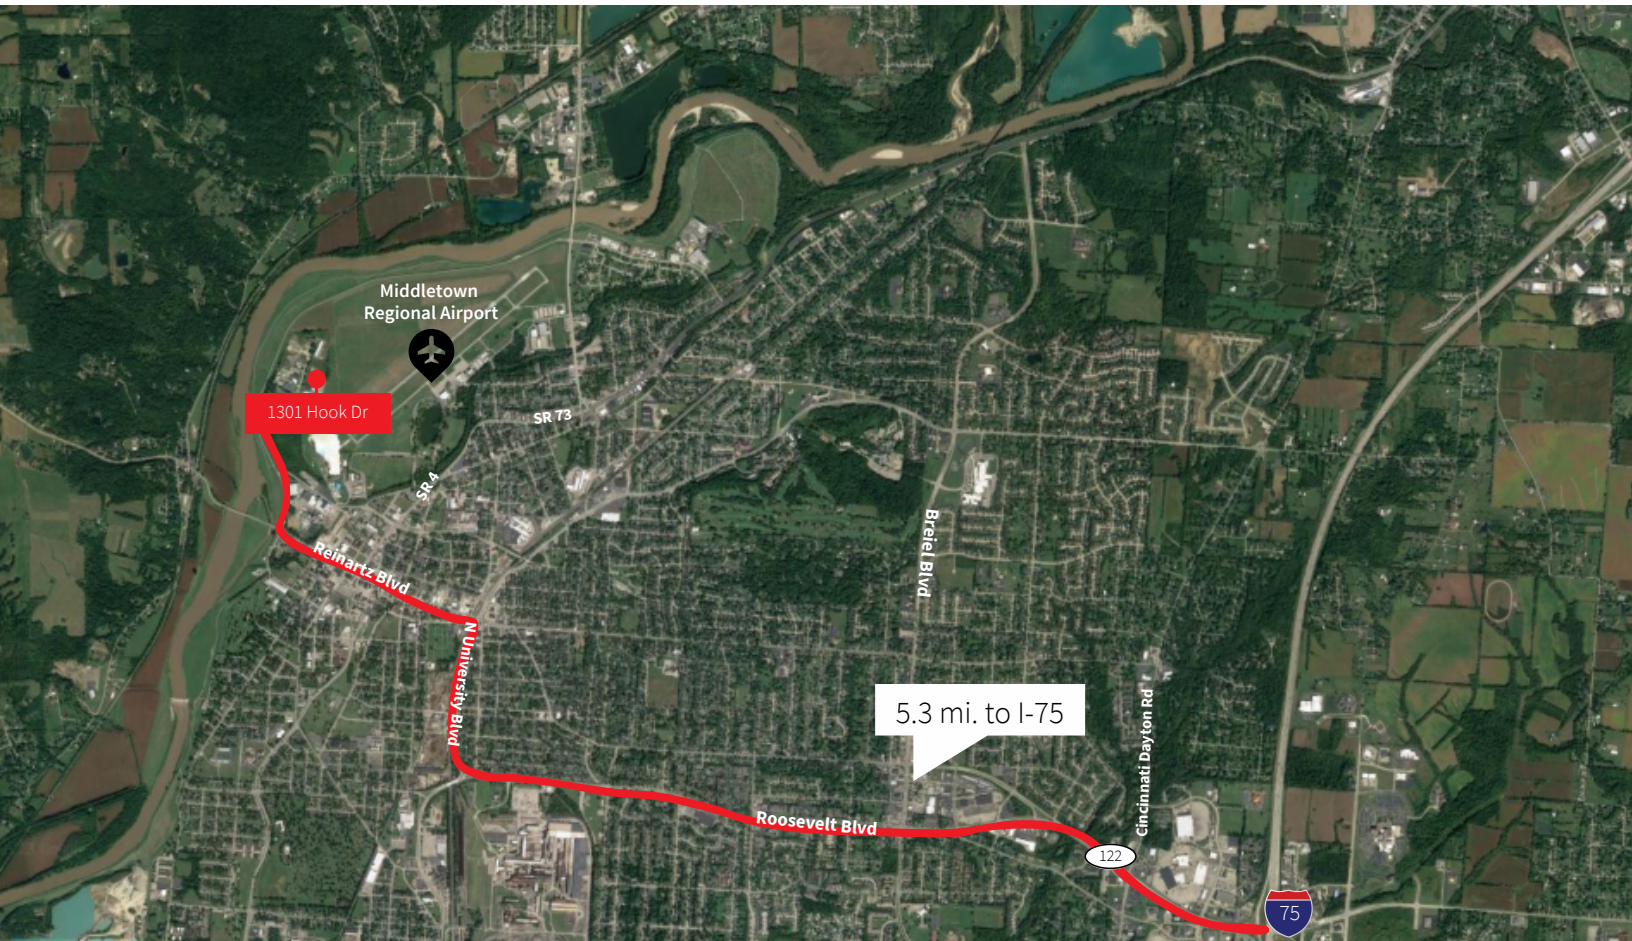 Middletown
Regional Airport
1301 Hook Dr
SR 73
SR 4
Breiel Blvd
Reinartz Blvd
N University Blvd
5.3 mi. to I-75
Cincinnati Dayton Rd
Roosevelt Blvd
122
75